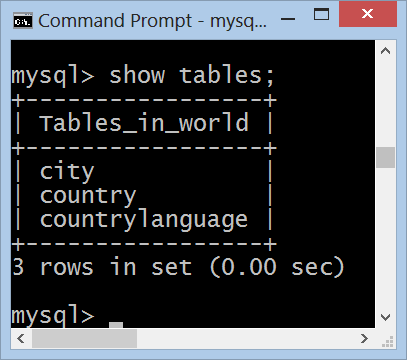 Command Prompt - mysq...
mysql> show tables;
+-----------------+
| Tables_in_world |
+-----------------+
| city            |
| country         |
| countrylanguage |
+-----------------+
3 rows in set (0.00 sec)
mysql> _